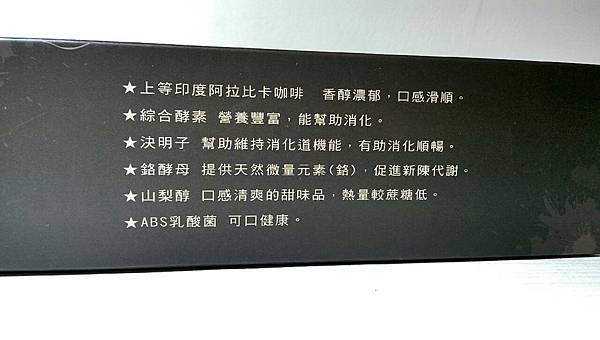 ★上等印度阿拉比卡咖啡 香醇濃郁，口感滑順。
★綜合酵素 營養豐富，能幫助消化。
★決明子 幫助維持消化道機能，有助消化順暢。
★鉻酵母 提供天然微量元素(鉻)，促進新陳代謝。
★山梨醇 口感清爽的甜味品，熱量較蔗糖低。
★ABS乳酸菌 可口健康。